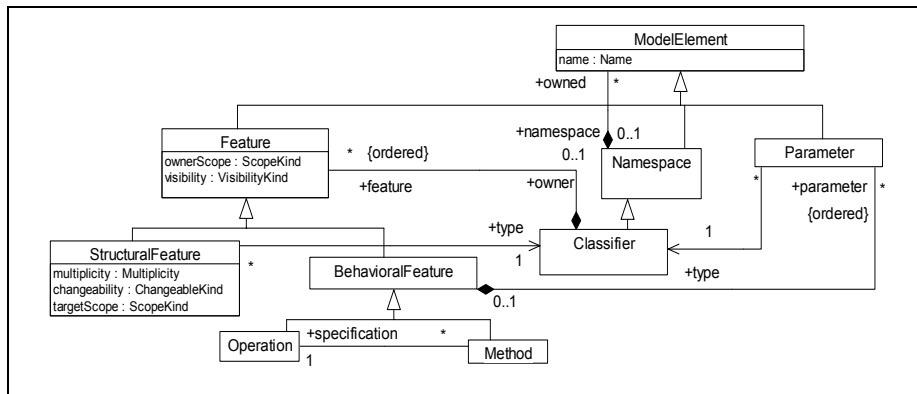 ModelElement
name : Name
+owned *
Feature
ownerScope : ScopeKind
visibility : VisibilityKind
* {ordered}
+feature
+namespace 0..1
0..1
+owner
Namespace
Parameter
*
+parameter *
{ordered}
StructuralFeature
multiplicity : Multiplicity
changeability : ChangeableKind
targetScope : ScopeKind
*
+type
1
Classifier
1
+type
BehavioralFeature
0..1
Operation
+specification *
1
Method